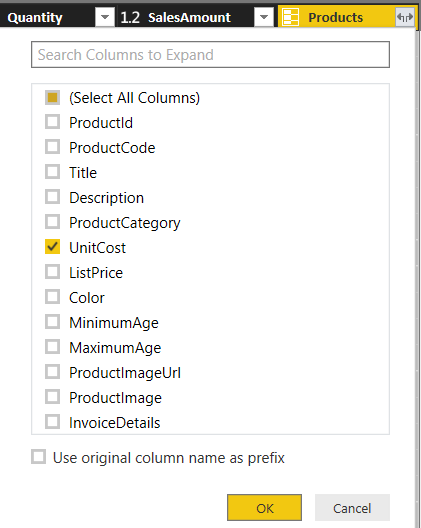 Quantity 1.2 SalesAmount Products
Search Columns to Expand
(Select All Columns)
ProductId
ProductCode
Title
Description
ProductCategory
UnitCost
ListPrice
Color
MinimumAge
MaximumAge
ProductImageUrl
ProductImage
InvoiceDetails
Use original column name as prefix
OK Cancel